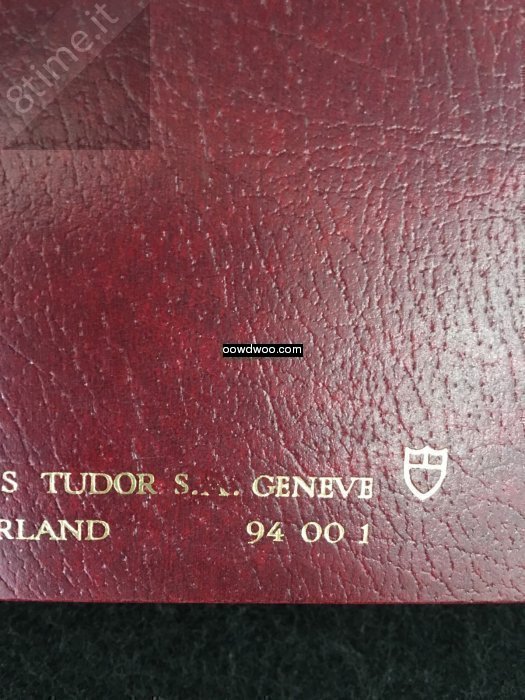 8time.it
oowdwoo.com
S TUDOR S.A. GENEVE
RLAND 94 00 1